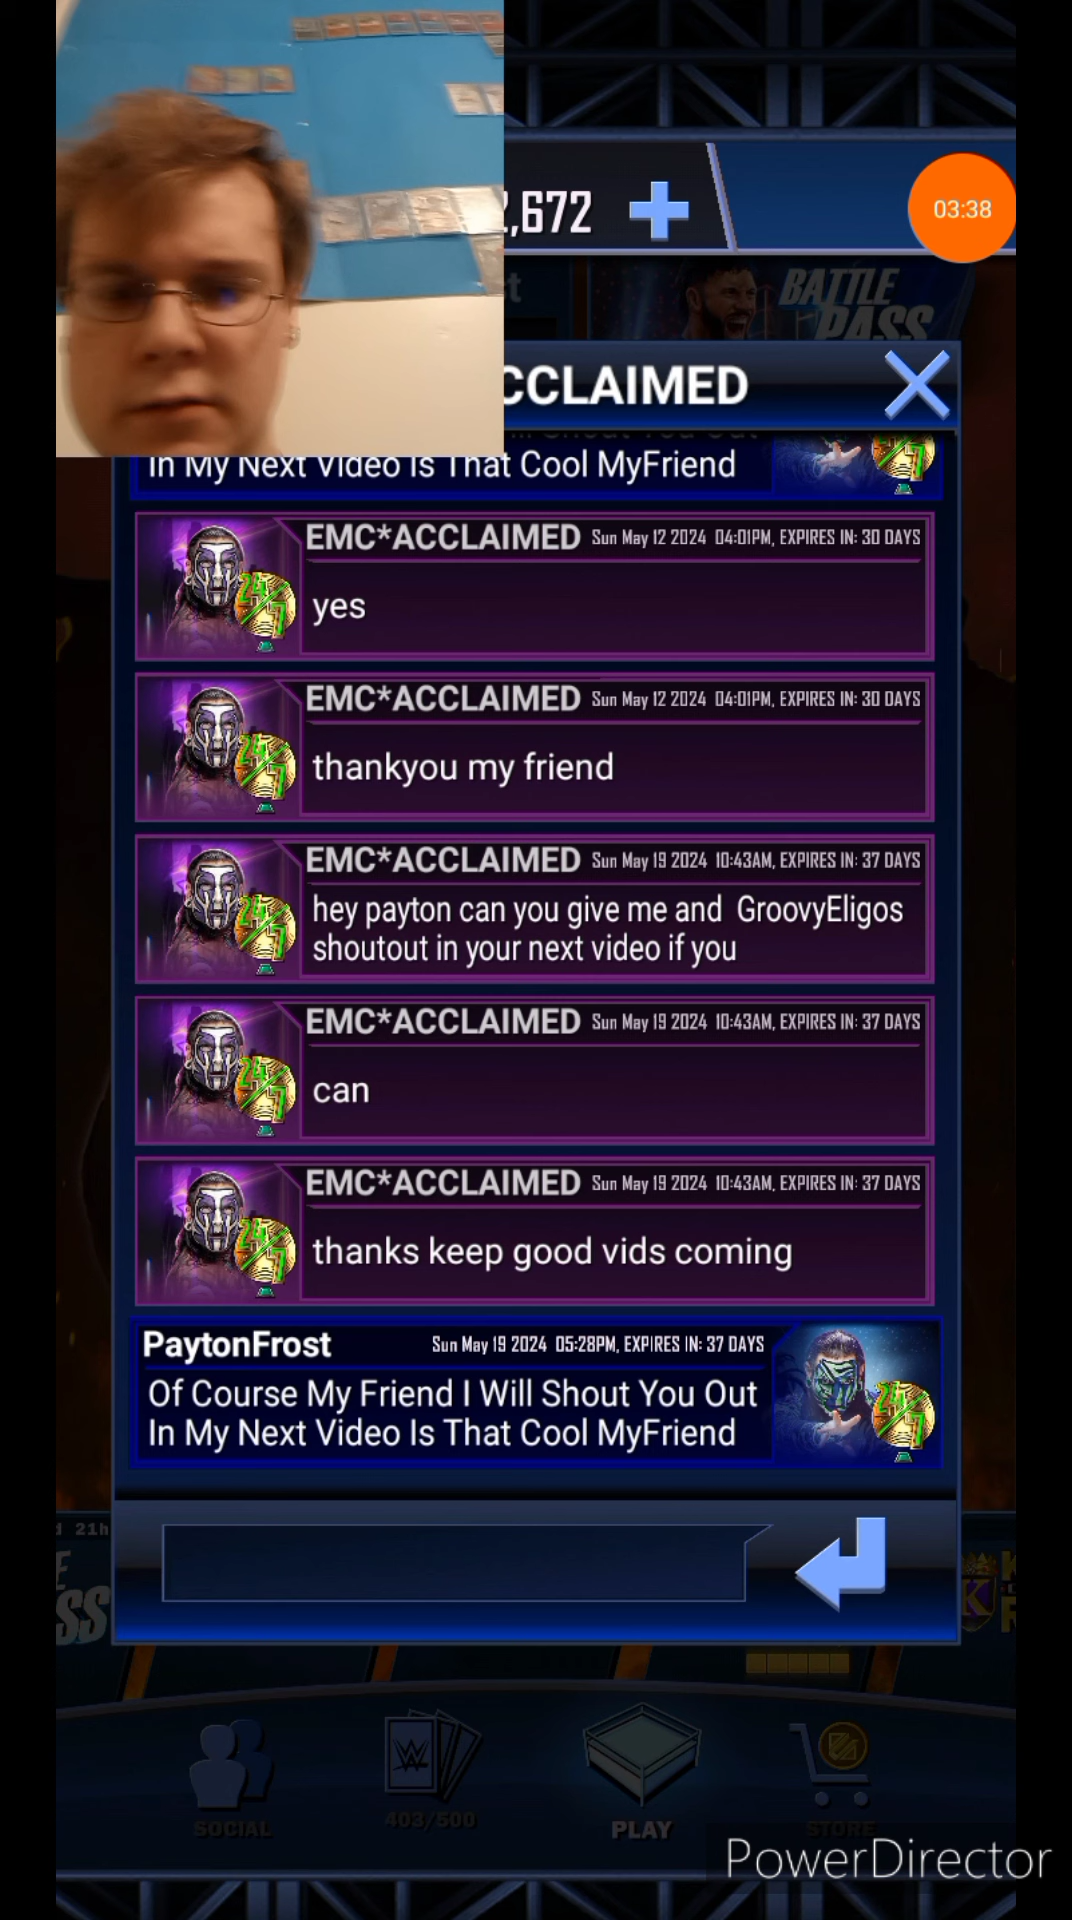 ,672
03:38
BATTLE
PASS
CCLAIMED
In My Next Video Is That Cool MyFriend
EMC*ACCLAIMED Sun May 12 2024 04:01PM, EXPIRES IN: 30 DAYS
yes
EMC*ACCLAIMED Sun May 12 2024 04:01PM, EXPIRES IN: 30 DAYS
thankyou my friend
EMC*ACCLAIMED Sun May 19 2024 10:43AM, EXPIRES IN: 37 DAYS
hey payton can you give me and GroovyEligos
shoutout in your next video if you
EMC*ACCLAIMED Sun May 19 2024 10:43AM, EXPIRES IN: 37 DAYS
can
EMC*ACCLAIMED Sun May 19 2024 10:43AM, EXPIRES IN: 37 DAYS
thanks keep good vids coming
PaytonFrost Sun May 19 2024 05:28PM, EXPIRES IN: 37 DAYS
Of Course My Friend I Will Shout You Out
In My Next Video Is That Cool MyFriend
21h
SS
K
SOCIAL
403/500
PLAY
STORE
PowerDirector